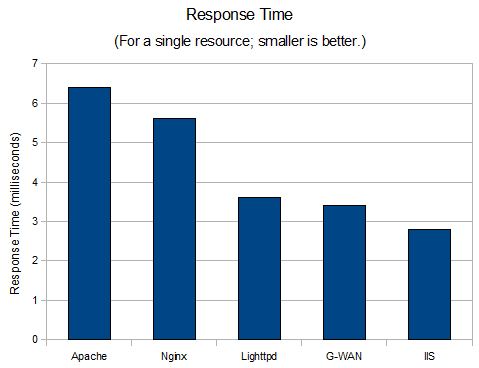 Response Time
(For a single resource; smaller is better.)
Response Time (milliseconds)
7
6
5
4
3
2
1
0
Apache Nginx Lighttpd G-WAN IIS